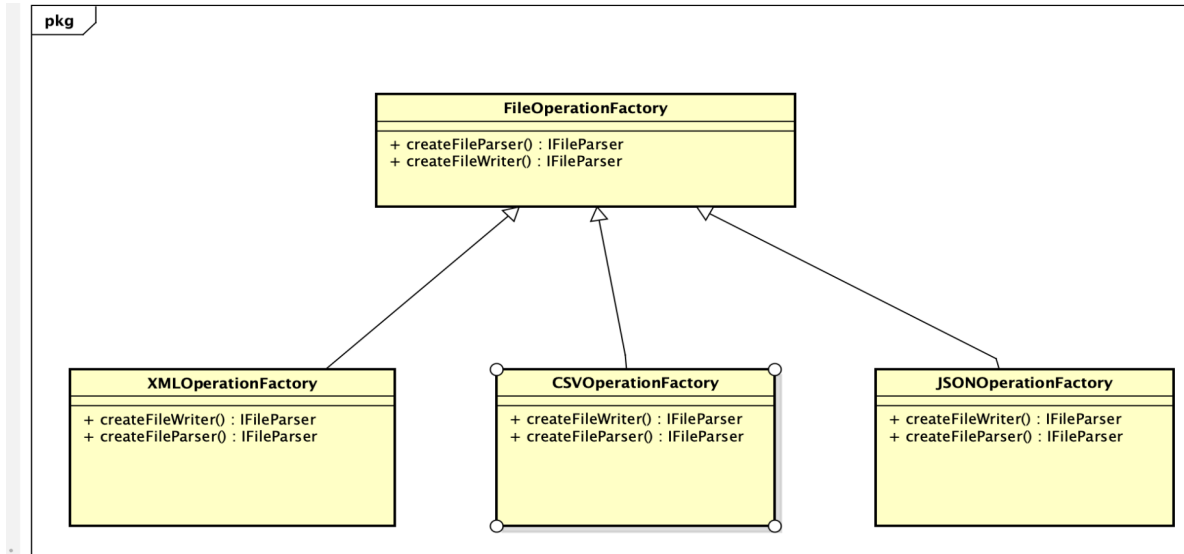 pkg
FileOperationFactory
+ createFileParser() : IFileParser
+ createFileWriter() : IFileParser
XMLOperationFactory
+ createFileWriter() : IFileParser
+ createFileParser() : IFileParser
CSVOperationFactory
+ createFileWriter() : IFileParser
+ createFileParser() : IFileParser
JSONOperationFactory
+ createFileWriter() : IFileParser
+ createFileParser() : IFileParser